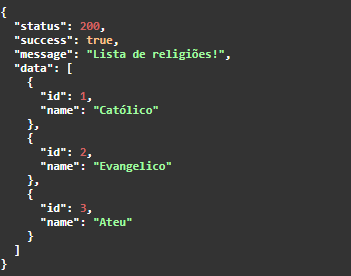 {
  "status": 200,
  "success": true,
  "message": "Lista de religiões!",
  "data": [
    {
      "id": 1,
      "name": "Católico"
    },
    {
      "id": 2,
      "name": "Evangelico"
    },
    {
      "id": 3,
      "name": "Ateu"
    }
  ]
}